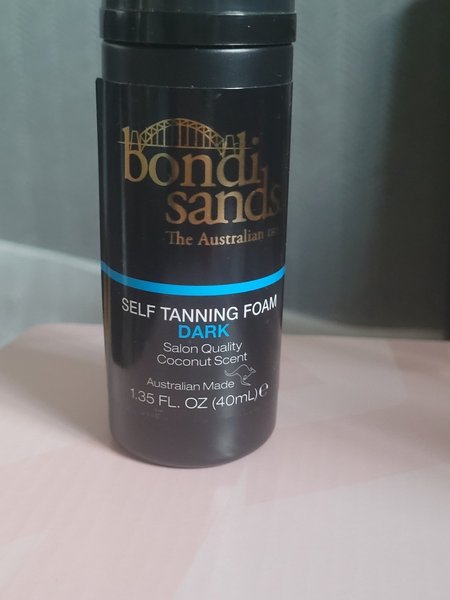 bondi
sands
The Australian
SELF TANNING FOAM
DARK
Salon Quality
Coconut Scent
Australian Made
1.35 FL. OZ (40mL) ℮